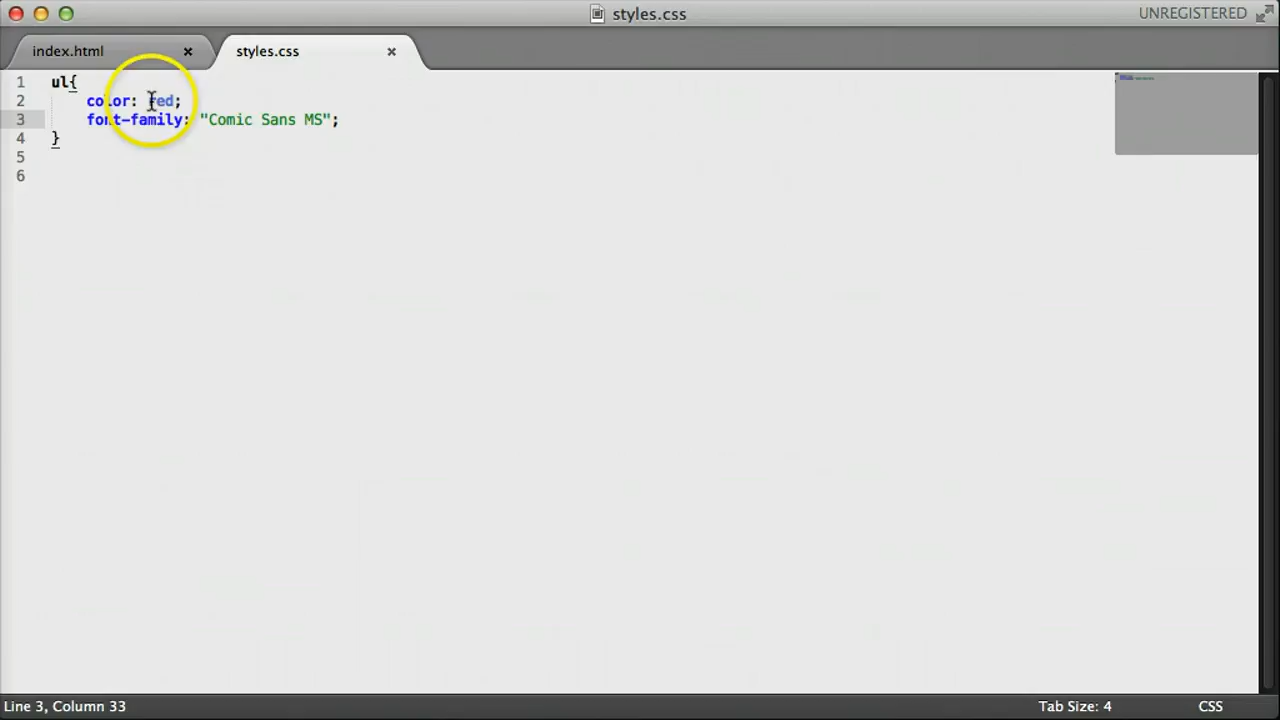 styles.css
UNREGISTERED
index.html × styles.css ×
1 ul{
2 color: red;
3 font-family: "Comic Sans MS";
4 }
5
6
Line 3, Column 33
Tab Size: 4
CSS